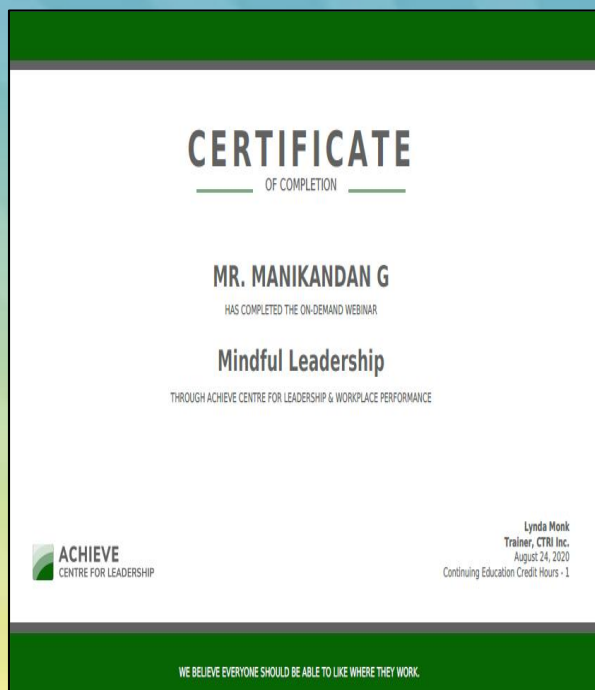 CERTIFICATE
OF COMPLETION
MR. MANIKANDAN G
HAS COMPLETED THE ON-DEMAND WEBINAR
Mindful Leadership
THROUGH ACHIEVE CENTRE FOR LEADERSHIP & WORKPLACE PERFORMANCE
Lynda Monk
Trainer, CTRI Inc.
August 24, 2020
Continuing Education Credit Hours - 1
ACHIEVE
CENTRE FOR LEADERSHIP
WE BELIEVE EVERYONE SHOULD BE ABLE TO LIKE WHERE THEY WORK.